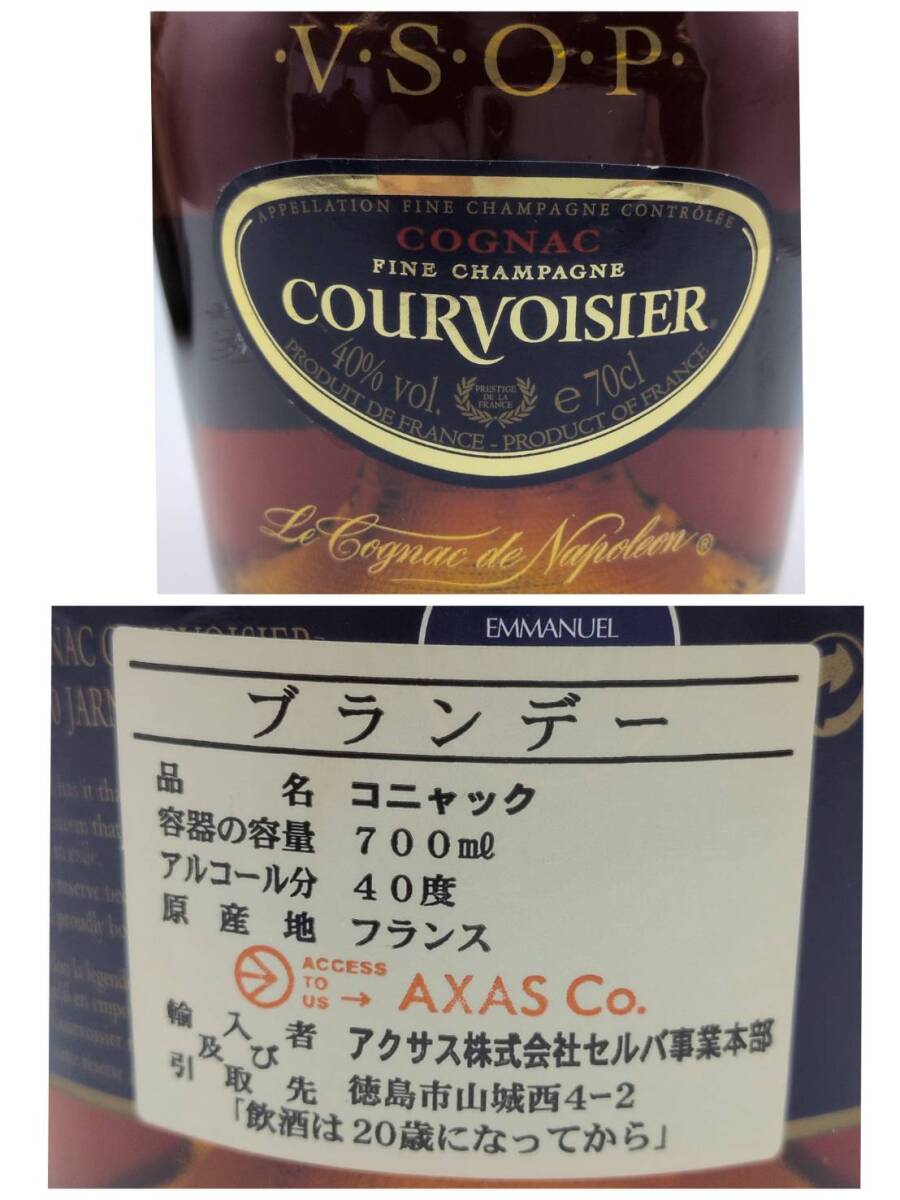 ·V·S·O·P·
APPELLATION FINE CHAMPAGNE CONTRÔLÉE
COGNAC
FINE CHAMPAGNE
COURVOISIER
40% vol.
PRESTIGE
DE LA
FRANCE
e 70cl
PRODUIT DE FRANCE - PRODUCT OF FRANCE
Le Cognac de Napoleon ®
EMMANUEL
ブランデー
品名 コニャック
容器の容量 700ml
アルコール分 40度
原産地 フランス
ACCESS
TO
US → AXAS Co.
輸入者及び引取先 アクサス株式会社セルバ事業本部
徳島市山城西4-2
「飲酒は20歳になってから」